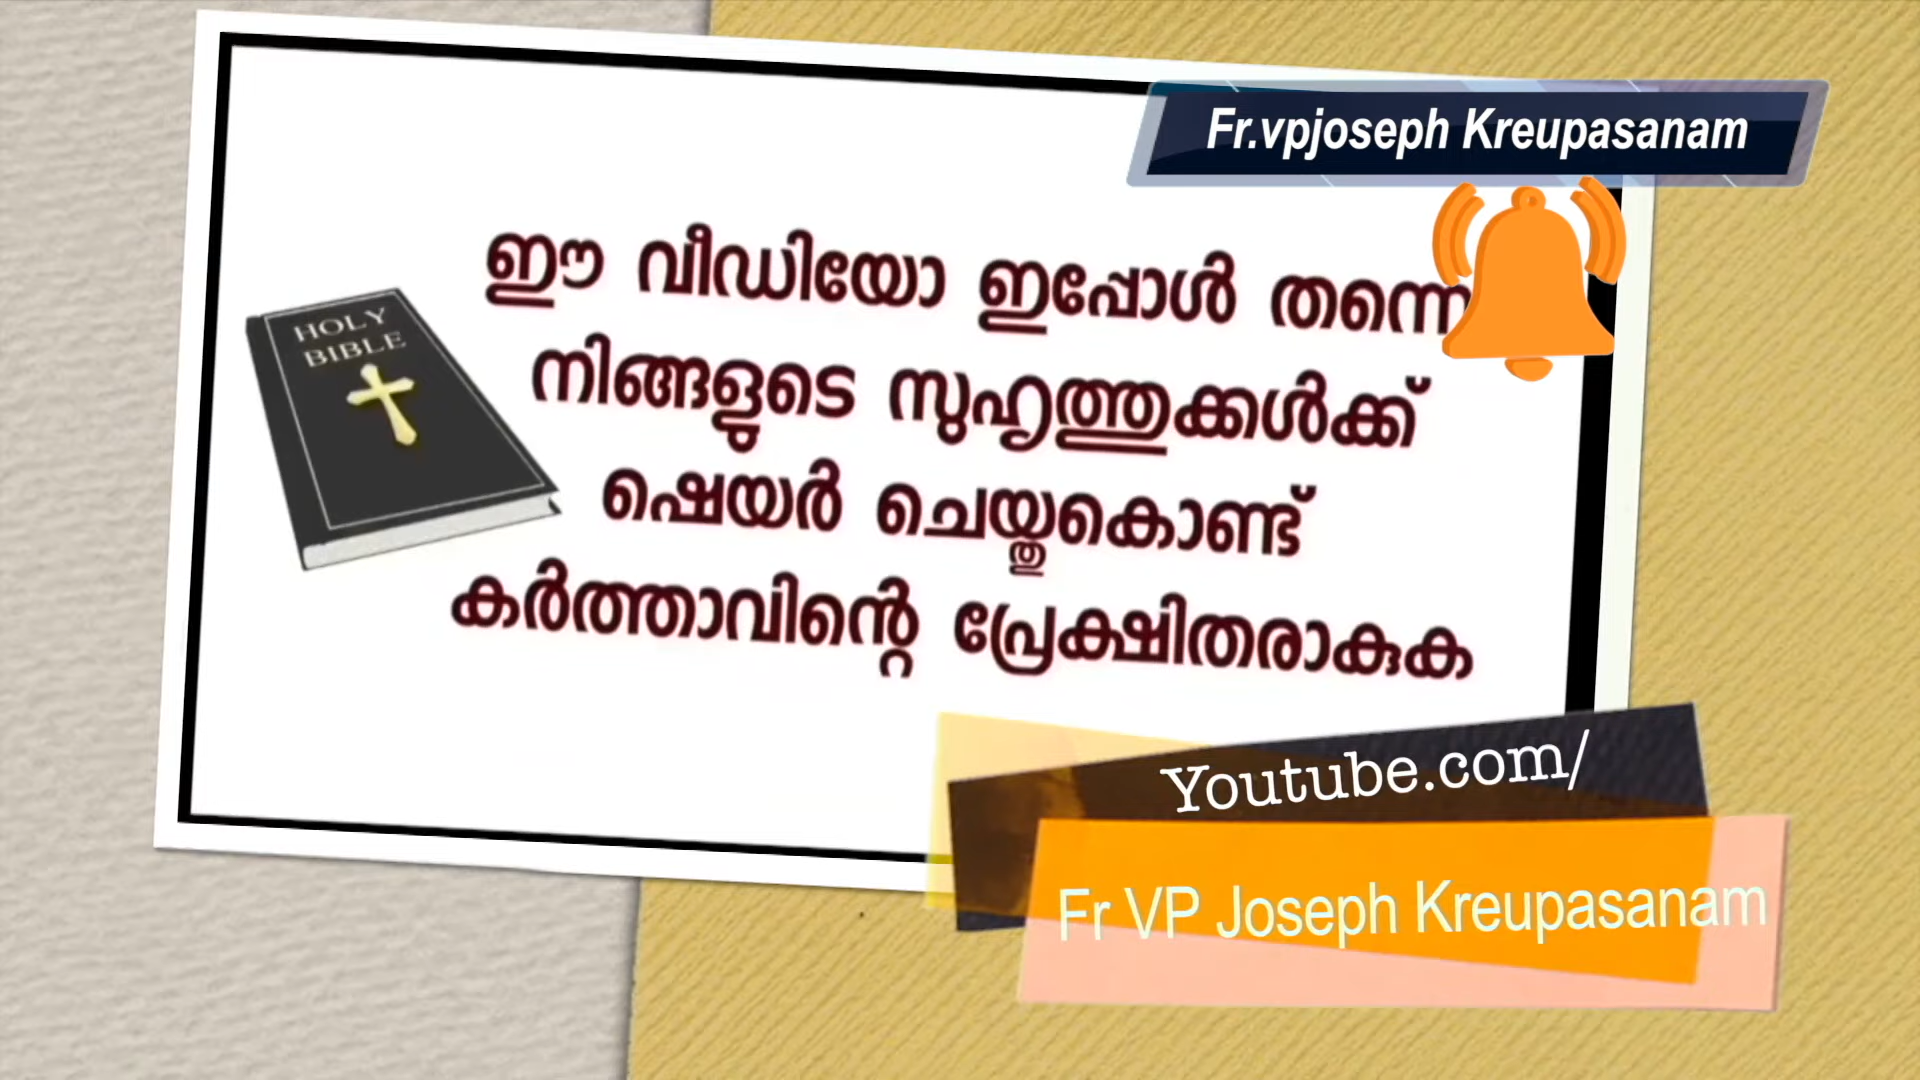 Fr.vpjoseph Kreupasanam
ഈ വീഡിയോ ഇപ്പോൾ തന്നെ
നിങ്ങളുടെ സുഹൃത്തുക്കൾക്ക്
ഷെയർ ചെയ്തുകൊണ്ട്
കർത്താവിന്റെ പ്രേക്ഷിതരാകുക
HOLY
BIBLE
Youtube.com/
Fr VP Joseph Kreupasanam